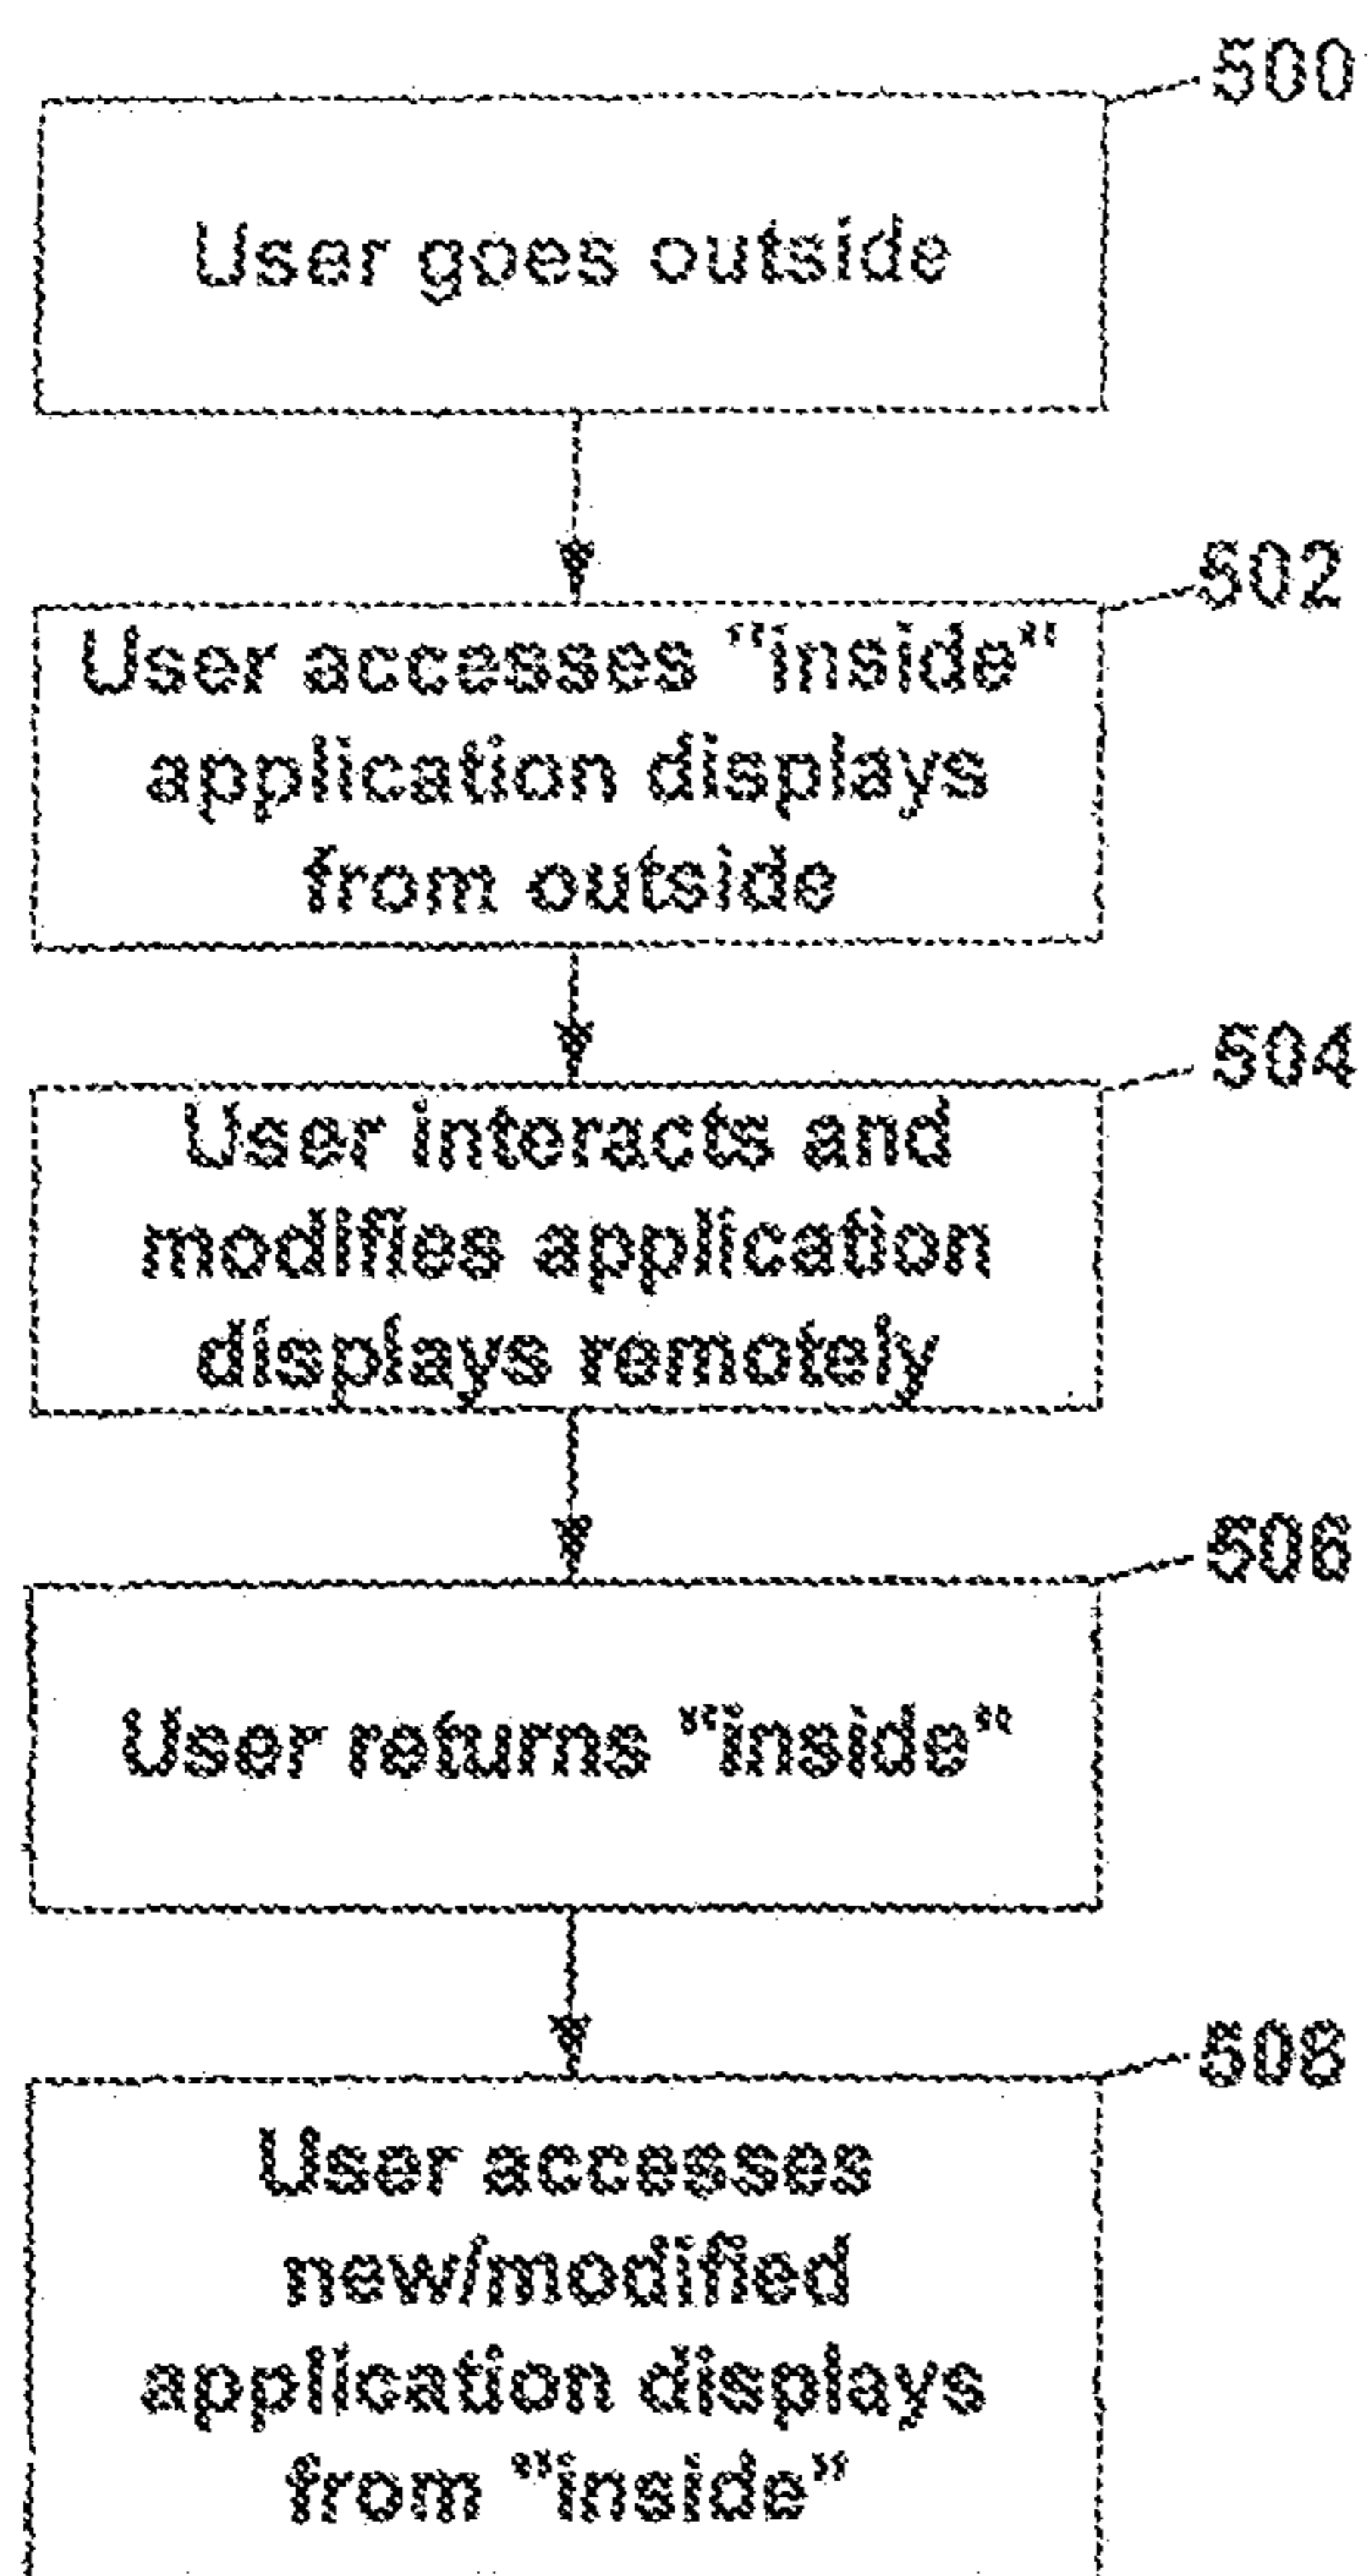 500
User goes outside
502
User accesses "inside"
application displays
from outside
504
User interacts and
modifies application
displays remotely
506
User returns "inside"
508
User accesses
new/modified
application displays
from "inside"